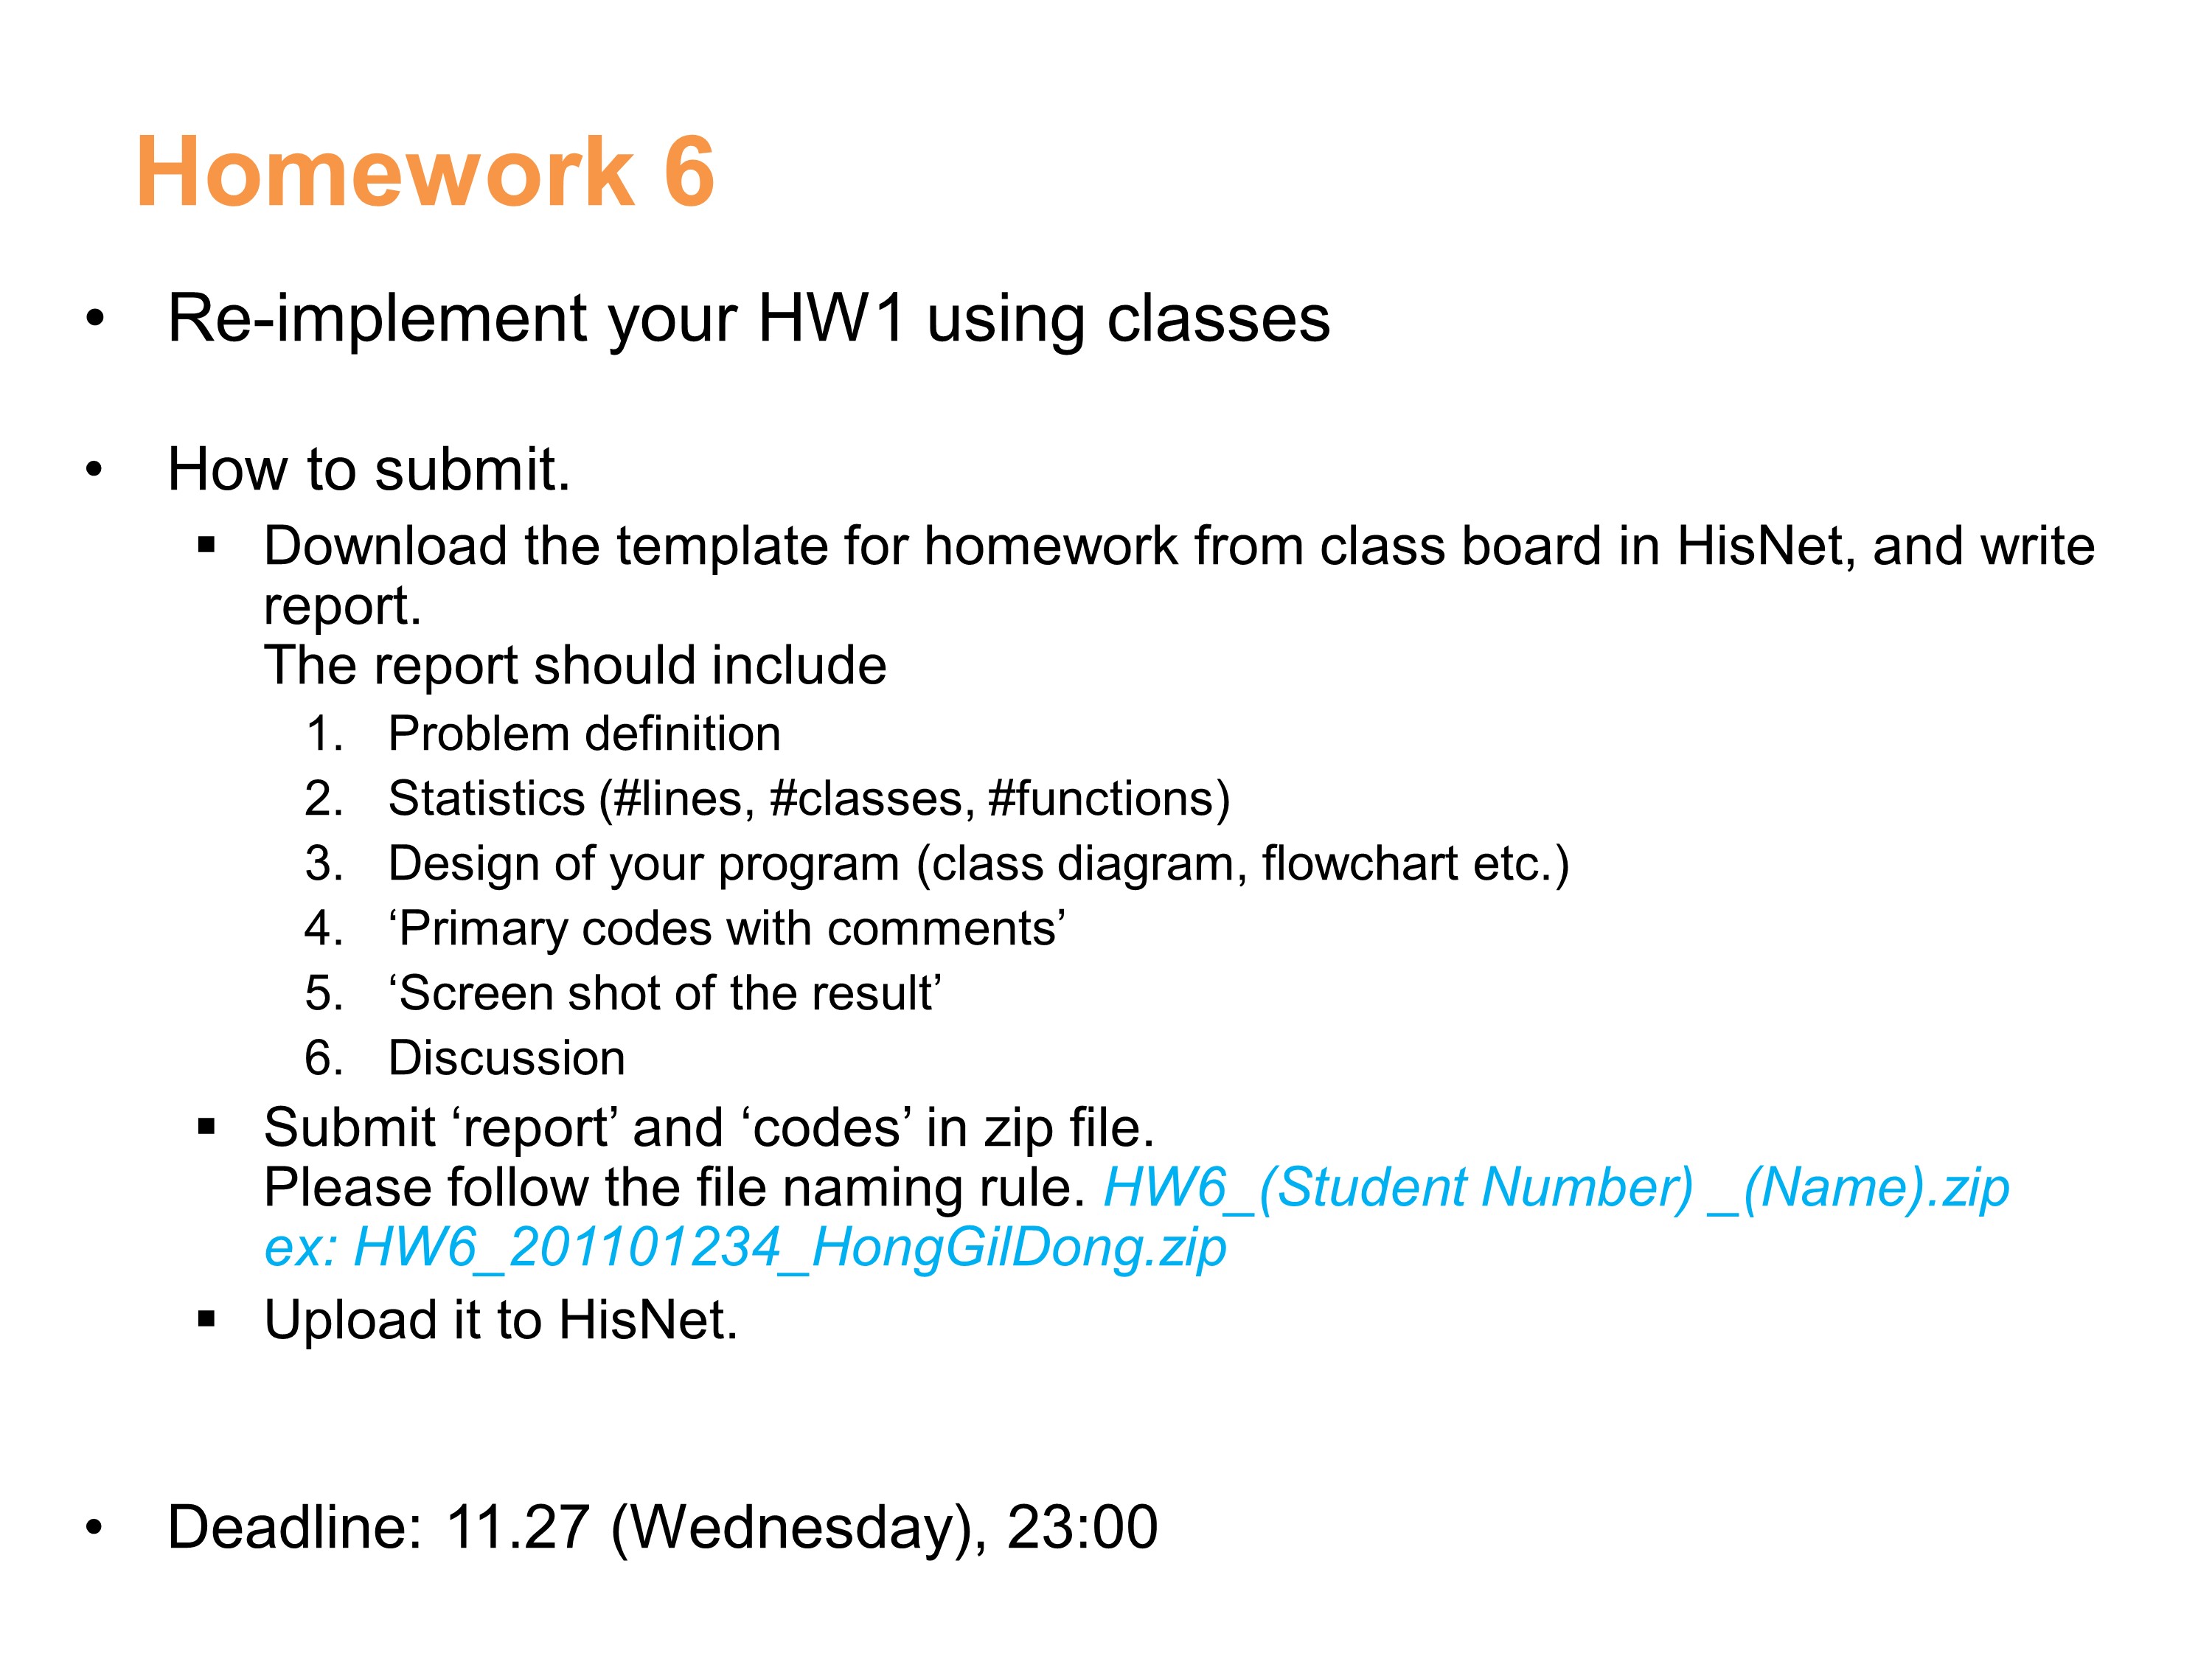 Homework 6
• Re-implement your HW1 using classes
• How to submit.
▪ Download the template for homework from class board in HisNet, and write
report.
The report should include
1. Problem definition
2. Statistics (#lines, #classes, #functions)
3. Design of your program (class diagram, flowchart etc.)
4. ‘Primary codes with comments’
5. ‘Screen shot of the result’
6. Discussion
▪ Submit ‘report’ and ‘codes’ in zip file.
Please follow the file naming rule. HW6_(Student Number) _(Name).zip
ex: HW6_201101234_HongGilDong.zip
▪ Upload it to HisNet.
• Deadline: 11.27 (Wednesday), 23:00